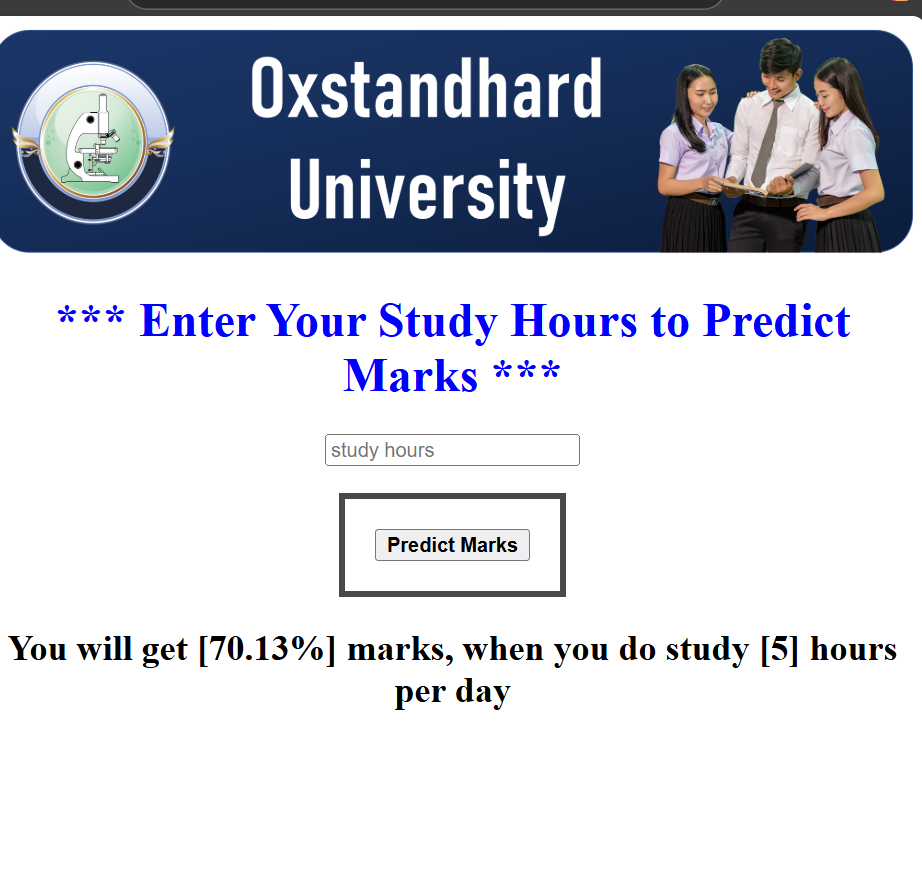 Oxstandhard
University
*** Enter Your Study Hours to Predict
Marks ***
study hours
Predict Marks
You will get [70.13%] marks, when you do study [5] hours
per day